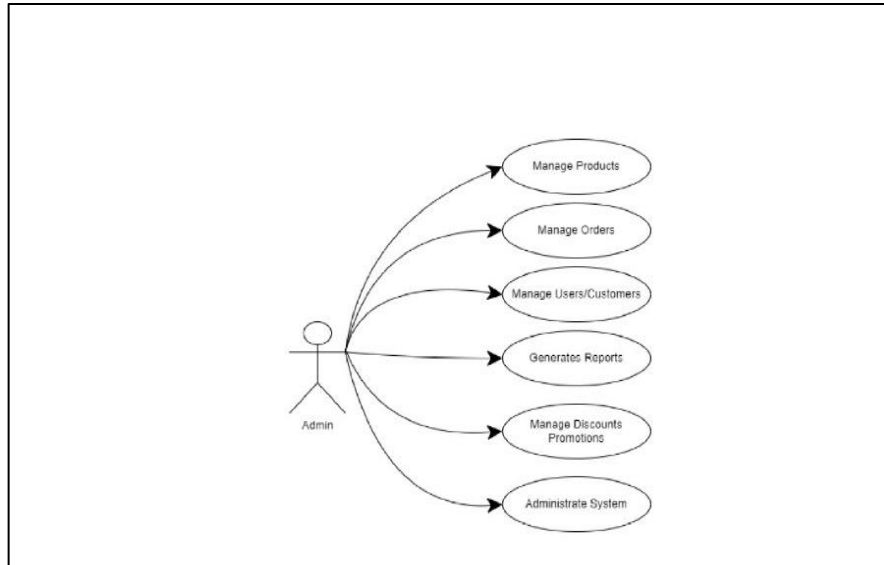 Manage Products
Manage Orders
Manage Users/Customers
Generates Reports
Admin
Manage Discounts
Promotions
Administrate System